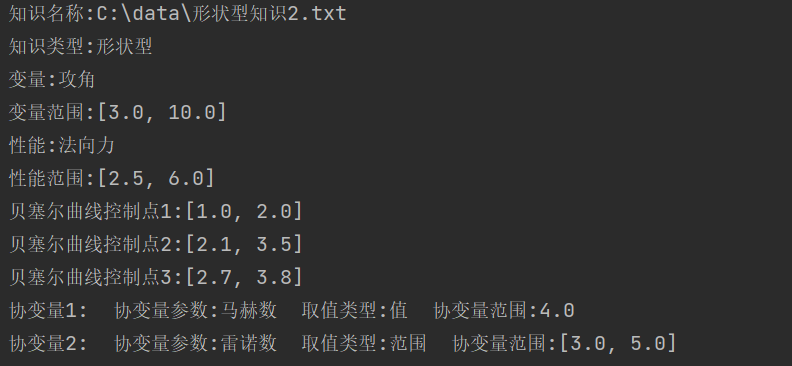 知识名称:C:\data\形状型知识2.txt
知识类型:形状型
变量:攻角
变量范围:[3.0, 10.0]
性能:法向力
性能范围:[2.5, 6.0]
贝塞尔曲线控制点1:[1.0, 2.0]
贝塞尔曲线控制点2:[2.1, 3.5]
贝塞尔曲线控制点3:[2.7, 3.8]
协变量1:  协变量参数:马赫数  取值类型:值  协变量范围:4.0
协变量2:  协变量参数:雷诺数  取值类型:范围  协变量范围:[3.0, 5.0]